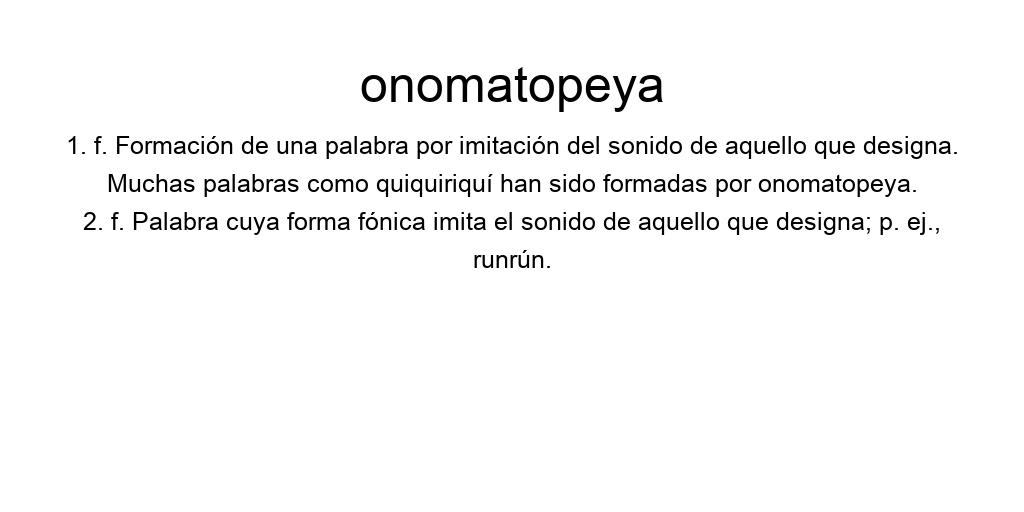 onomatopeya
1. f. Formación de una palabra por imitación del sonido de aquello que designa.
Muchas palabras como quiquiriquí han sido formadas por onomatopeya.
2. f. Palabra cuya forma fónica imita el sonido de aquello que designa; p. ej.,
runrún.